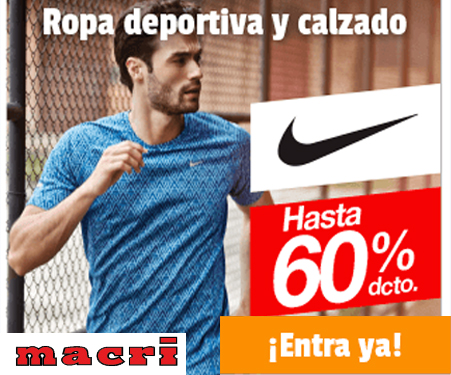 Ropa deportiva y calzado
Hasta
60%
dcto.
macri
¡Entra ya!